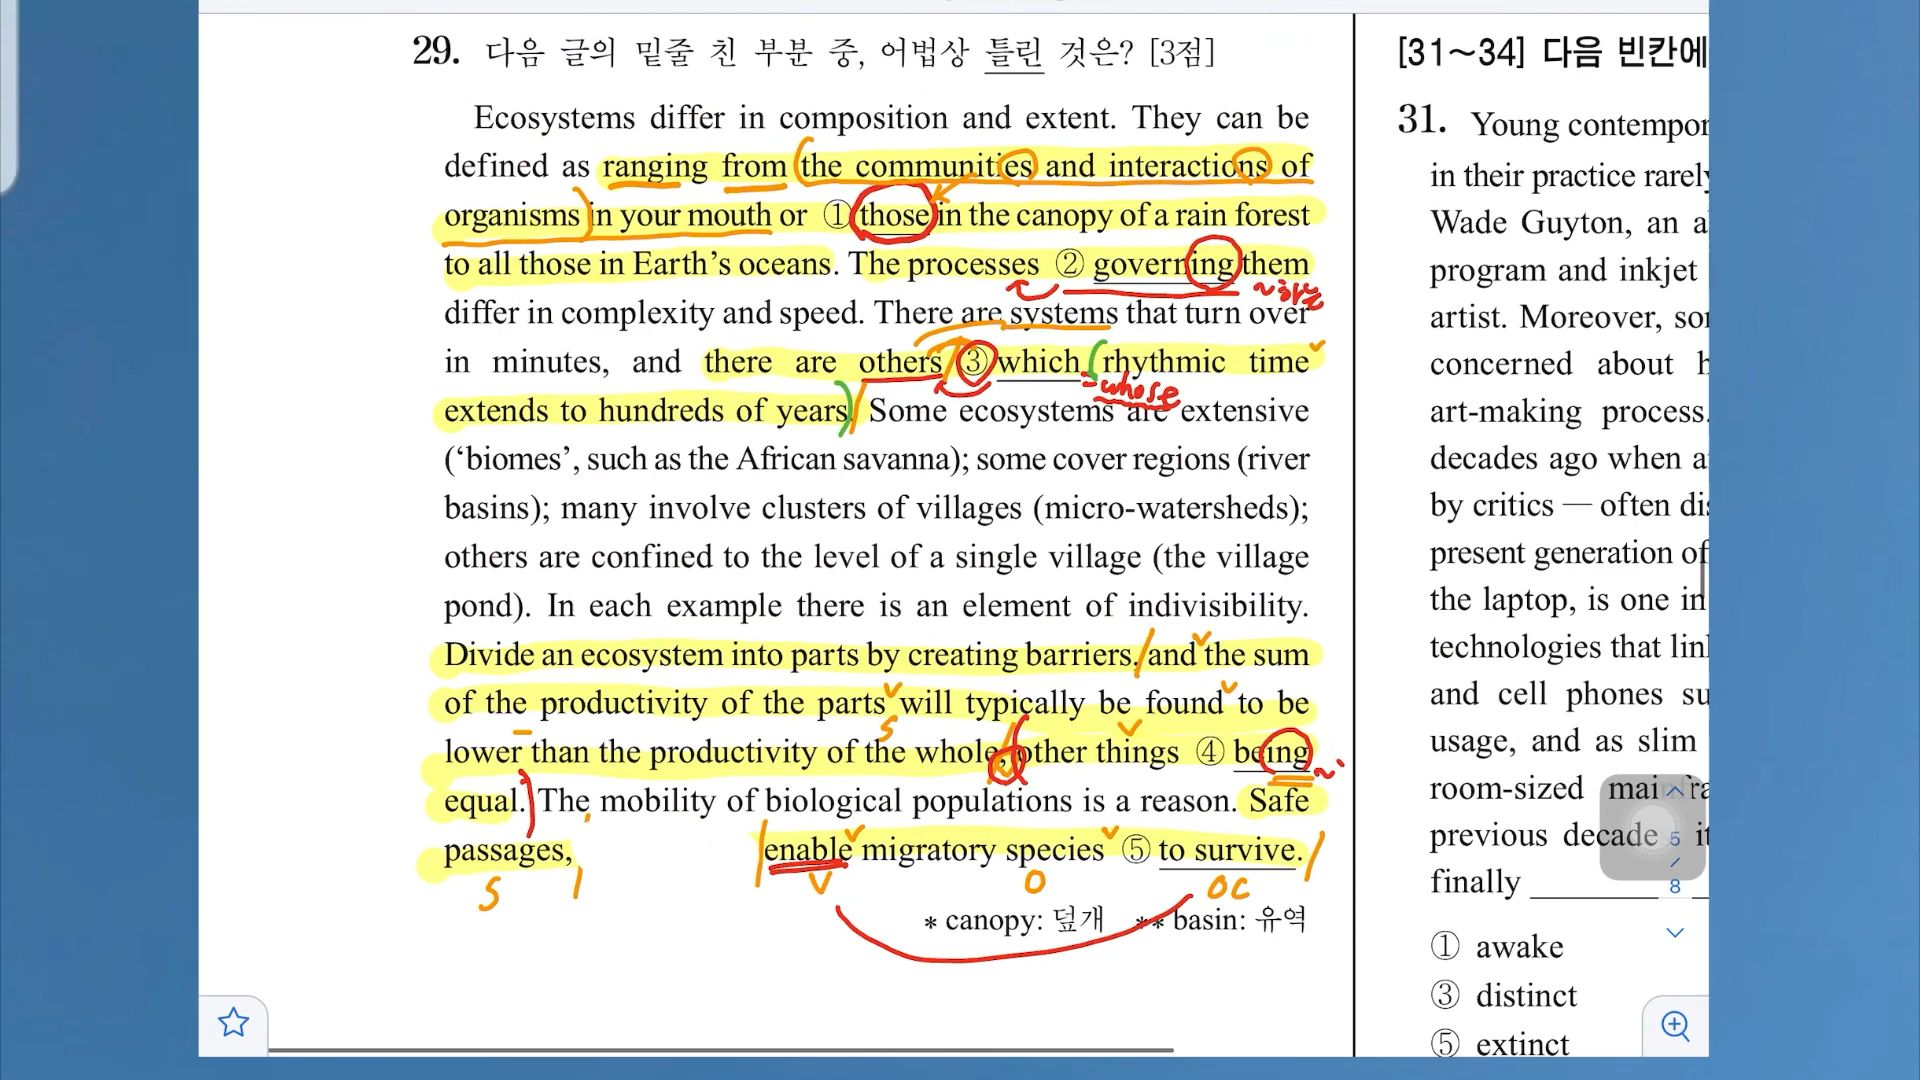 29. 다음 글의 밑줄 친 부분 중, 어법상 틀린 것은? [3점]
Ecosystems differ in composition and extent. They can be
defined as ranging from the communities and interactions of
organisms in your mouth or ① those in the canopy of a rain forest
to all those in Earth's oceans. The processes ② governing them
~하는
differ in complexity and speed. There are systems that turn over
in minutes, and there are others ③ which rhythmic time
whose
extends to hundreds of years. Some ecosystems are extensive
('biomes', such as the African savanna); some cover regions (river
basins); many involve clusters of villages (micro-watersheds);
others are confined to the level of a single village (the village
pond). In each example there is an element of indivisibility.
Divide an ecosystem into parts by creating barriers, and the sum
of the productivity of the parts will typically be found to be
S
lower than the productivity of the whole, other things ④ being
equal. The mobility of biological populations is a reason. Safe
passages, enable migratory species ⑤ to survive.
S V O OC
* canopy: 덮개 ** basin: 유역
[31~34] 다음 빈칸에
31. Young contempor
in their practice rarely
Wade Guyton, an a
program and inkjet
artist. Moreover, so
concerned about h
art-making process.
decades ago when a
by critics — often dis
present generation of
the laptop, is one in
technologies that lin
and cell phones su
usage, and as slim
room-sized mainfra
previous decade it
finally
5
/
8
① awake
③ distinct
⑤ extinct